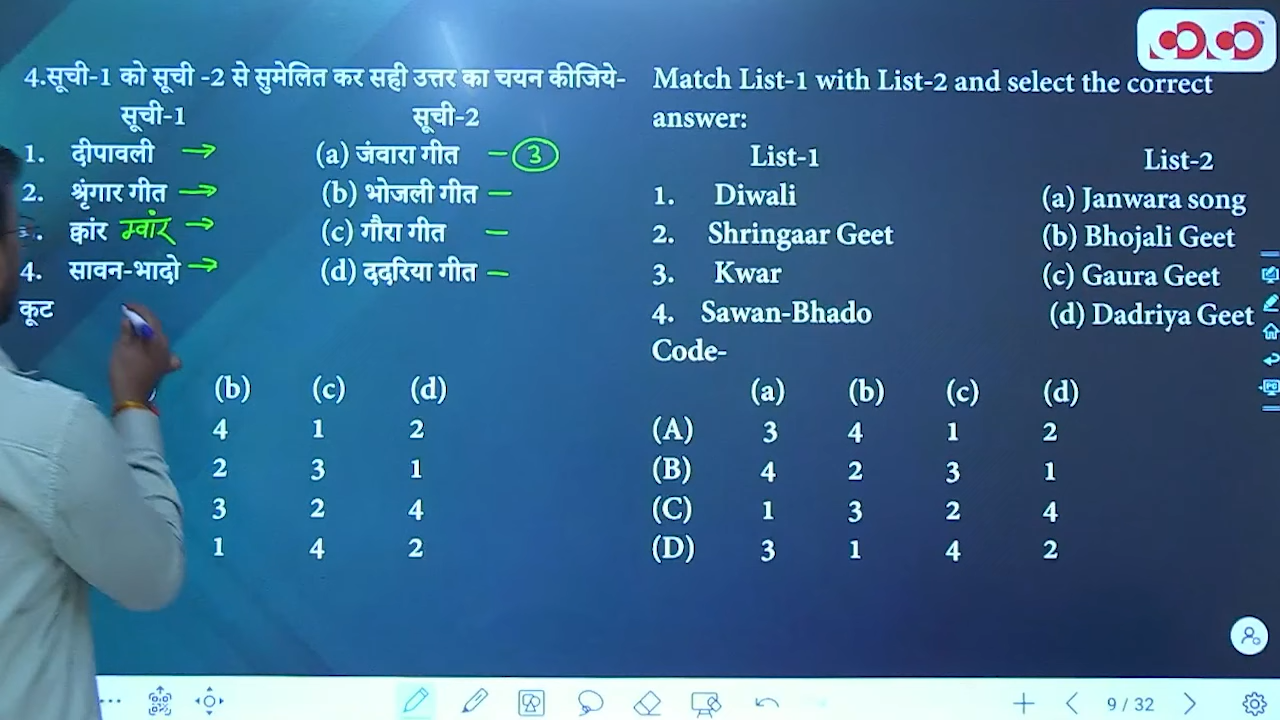 4.सूची-1 को सूची -2 से सुमेलित कर सही उत्तर का चयन कीजिये-
सूची-1 सूची-2
1. दीपावली → (a) जंवारा गीत – 3
2. श्रृंगार गीत → (b) भोजली गीत –
. क्वांर → (c) गौरा गीत –
4. सावन-भादो → (d) ददरिया गीत –
कूट
(b) (c) (d)
4 1 2
2 3 1
3 2 4
1 4 2
Match List-1 with List-2 and select the correct
answer:
List-1 List-2
1. Diwali (a) Janwara song
2. Shringaar Geet (b) Bhojali Geet
3. Kwar (c) Gaura Geet
4. Sawan-Bhado (d) Dadriya Geet
Code-
(a) (b) (c) (d)
(A) 3 4 1 2
(B) 4 2 3 1
(C) 1 3 2 4
(D) 3 1 4 2
9 / 32